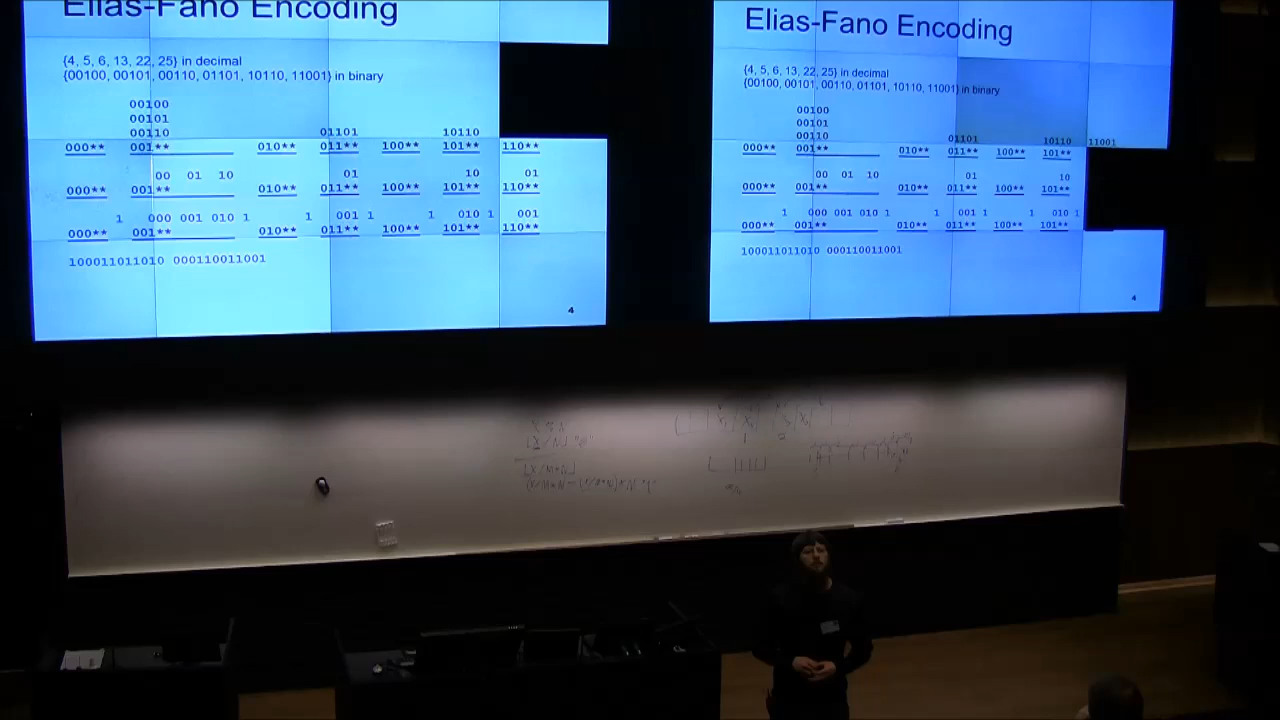 Elias-Fano Encoding
{4, 5, 6, 13, 22, 25} in decimal
{00100, 00101, 00110, 01101, 10110, 11001} in binary
00100
00101
00110 01101 10110
000** 001** 010** 011** 100** 101** 110**
00 01 10 01 10 01
000** 001** 010** 011** 100** 101** 110**
1 000 001 010 1 1 001 1 1 010 1 001
000** 001** 010** 011** 100** 101** 110**
100011011010 000110011001
4
Elias-Fano Encoding
{4, 5, 6, 13, 22, 25} in decimal
{00100, 00101, 00110, 01101, 10110, 11001} in binary
00100
00101
00110 01101 10110 11001
000** 001** 010** 011** 100** 101**
00 01 10 01 10
000** 001** 010** 011** 100** 101**
1 000 001 010 1 1 001 1 1 010 1
000** 001** 010** 011** 100** 101**
100011011010 000110011001
4